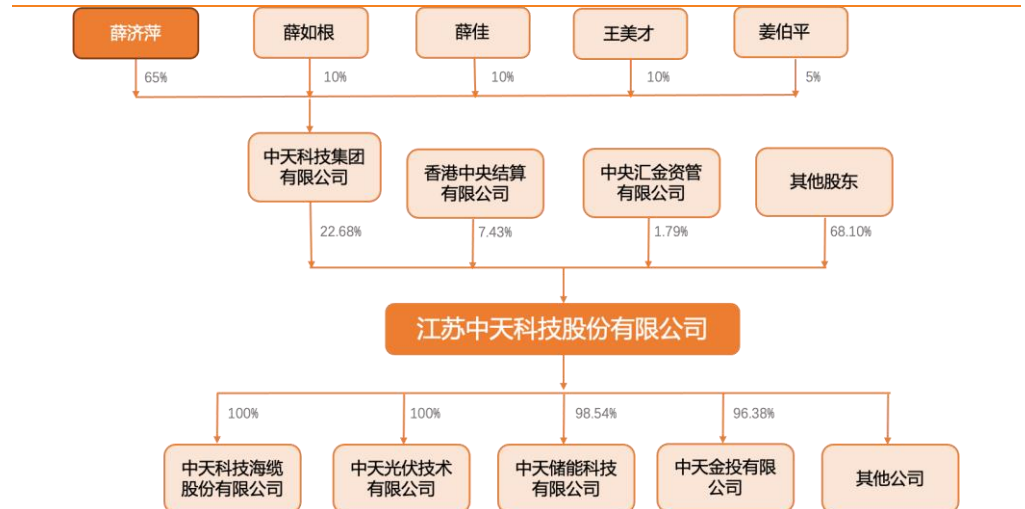 薛济萍
薛如根
薛佳
王美才
姜伯平
65%
10%
10%
10%
5%
中天科技集团
有限公司
香港中央结算
有限公司
中央汇金资管
有限公司
其他股东
22.68%
7.43%
1.79%
68.10%
江苏中天科技股份有限公司
100%
100%
98.54%
96.38%
中天科技海缆
股份有限公司
中天光伏技术
有限公司
中天储能科技
有限公司
中天金投有限
公司
其他公司